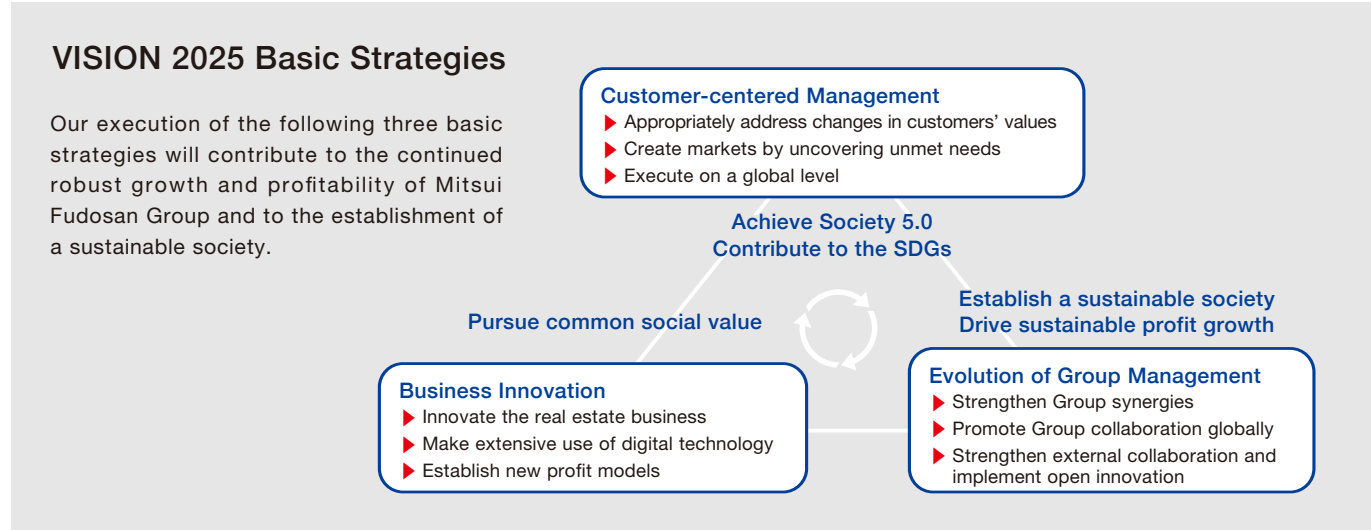 VISION 2025 Basic Strategies
Our execution of the following three basic
strategies will contribute to the continued
robust growth and profitability of Mitsui
Fudosan Group and to the establishment of
a sustainable society.
Customer-centered Management
Appropriately address changes in customers’ values
Create markets by uncovering unmet needs
Execute on a global level
Achieve Society 5.0
Contribute to the SDGs
Pursue common social value
Establish a sustainable society
Drive sustainable profit growth
Business Innovation
Innovate the real estate business
Make extensive use of digital technology
Establish new profit models
Evolution of Group Management
Strengthen Group synergies
Promote Group collaboration globally
Strengthen external collaboration and
implement open innovation